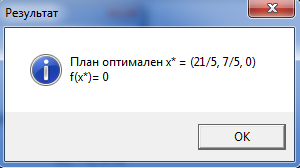 Результат
План оптимален x* = (21/5, 7/5, 0)
f(x*)= 0
OK